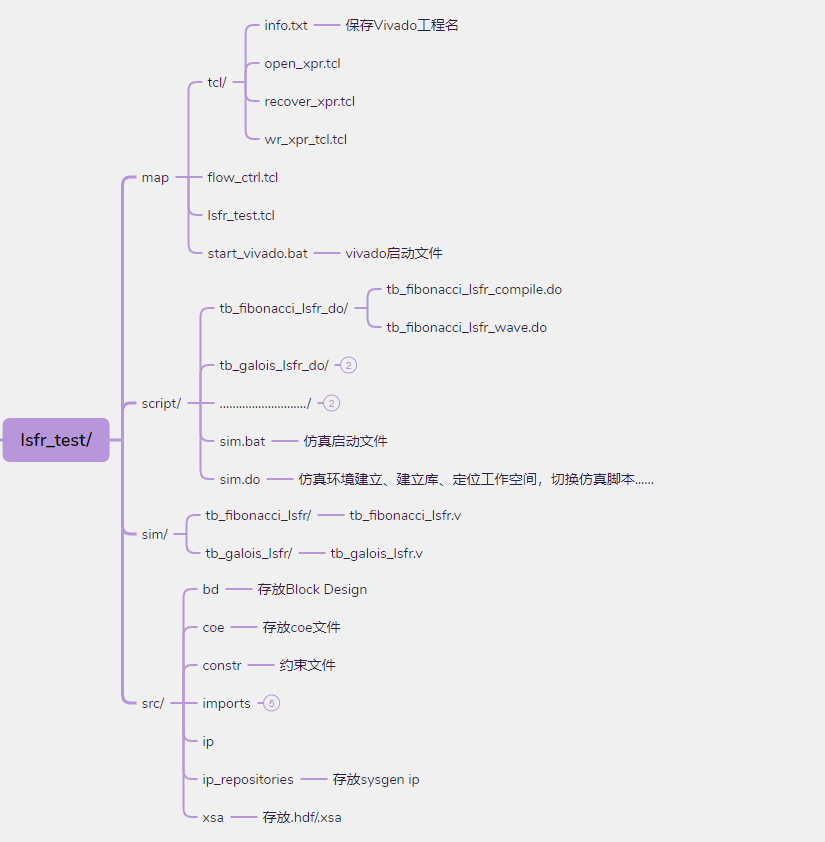 info.txt 保存Vivado工程名
open_xpr.tcl
tcl/
recover_xpr.tcl
wr_xpr_tcl.tcl
map
flow_ctrl.tcl
lsfr_test.tcl
start_vivado.bat vivado启动文件
tb_fibonacci_lsfr_compile.do
tb_fibonacci_lsfr_do/
tb_fibonacci_lsfr_wave.do
tb_galois_lsfr_do/ 2
script/
.........................../ 2
lsfr_test/
sim.bat 仿真启动文件
sim.do 仿真环境建立、建立库、定位工作空间，切换仿真脚本......
tb_fibonacci_lsfr/ tb_fibonacci_lsfr.v
sim/
tb_galois_lsfr/ tb_galois_lsfr.v
bd 存放Block Design
coe 存放coe文件
constr 约束文件
src/
imports 5
ip
ip_repositories 存放sysgen ip
xsa 存放.hdf/.xsa